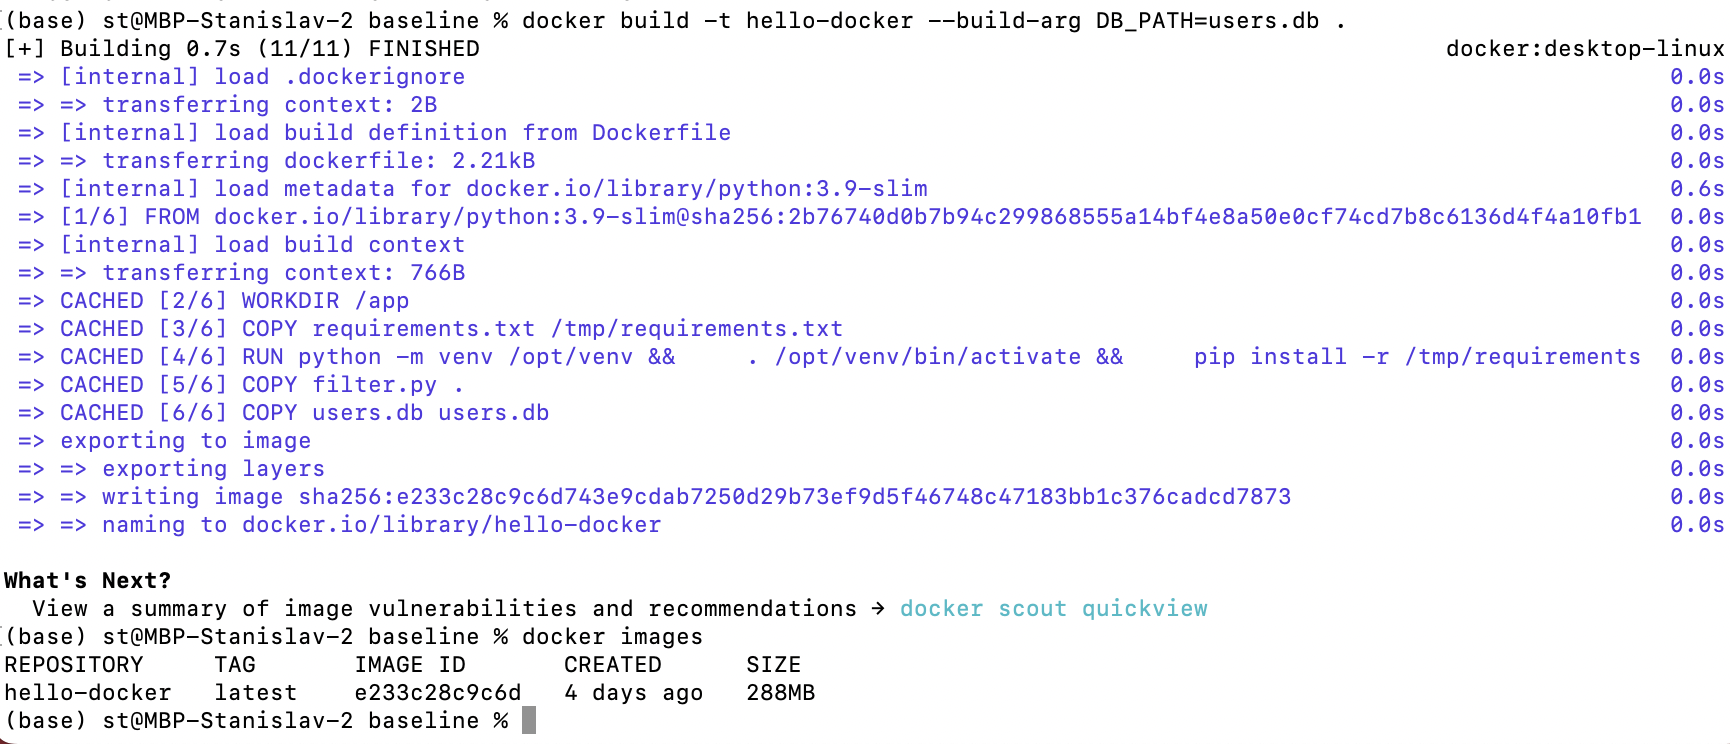 (base) st@MBP-Stanislav-2 baseline % docker build -t hello-docker --build-arg DB_PATH=users.db .
[+] Building 0.7s (11/11) FINISHED docker:desktop-linux
=> [internal] load .dockerignore 0.0s
=> => transferring context: 2B 0.0s
=> [internal] load build definition from Dockerfile 0.0s
=> => transferring dockerfile: 2.21kB 0.0s
=> [internal] load metadata for docker.io/library/python:3.9-slim 0.6s
=> [1/6] FROM docker.io/library/python:3.9-slim@sha256:2b76740d0b7b94c299868555a14bf4e8a50e0cf74cd7b8c6136d4f4a10fb1 0.0s
=> [internal] load build context 0.0s
=> => transferring context: 766B 0.0s
=> CACHED [2/6] WORKDIR /app 0.0s
=> CACHED [3/6] COPY requirements.txt /tmp/requirements.txt 0.0s
=> CACHED [4/6] RUN python -m venv /opt/venv &&     . /opt/venv/bin/activate &&     pip install -r /tmp/requirements 0.0s
=> CACHED [5/6] COPY filter.py . 0.0s
=> CACHED [6/6] COPY users.db users.db 0.0s
=> exporting to image 0.0s
=> => exporting layers 0.0s
=> => writing image sha256:e233c28c9c6d743e9cdab7250d29b73ef9d5f46748c47183bb1c376cadcd7873 0.0s
=> => naming to docker.io/library/hello-docker 0.0s
What's Next?
View a summary of image vulnerabilities and recommendations → docker scout quickview
(base) st@MBP-Stanislav-2 baseline % docker images
REPOSITORY TAG IMAGE ID CREATED SIZE
hello-docker latest e233c28c9c6d 4 days ago 288MB
(base) st@MBP-Stanislav-2 baseline %